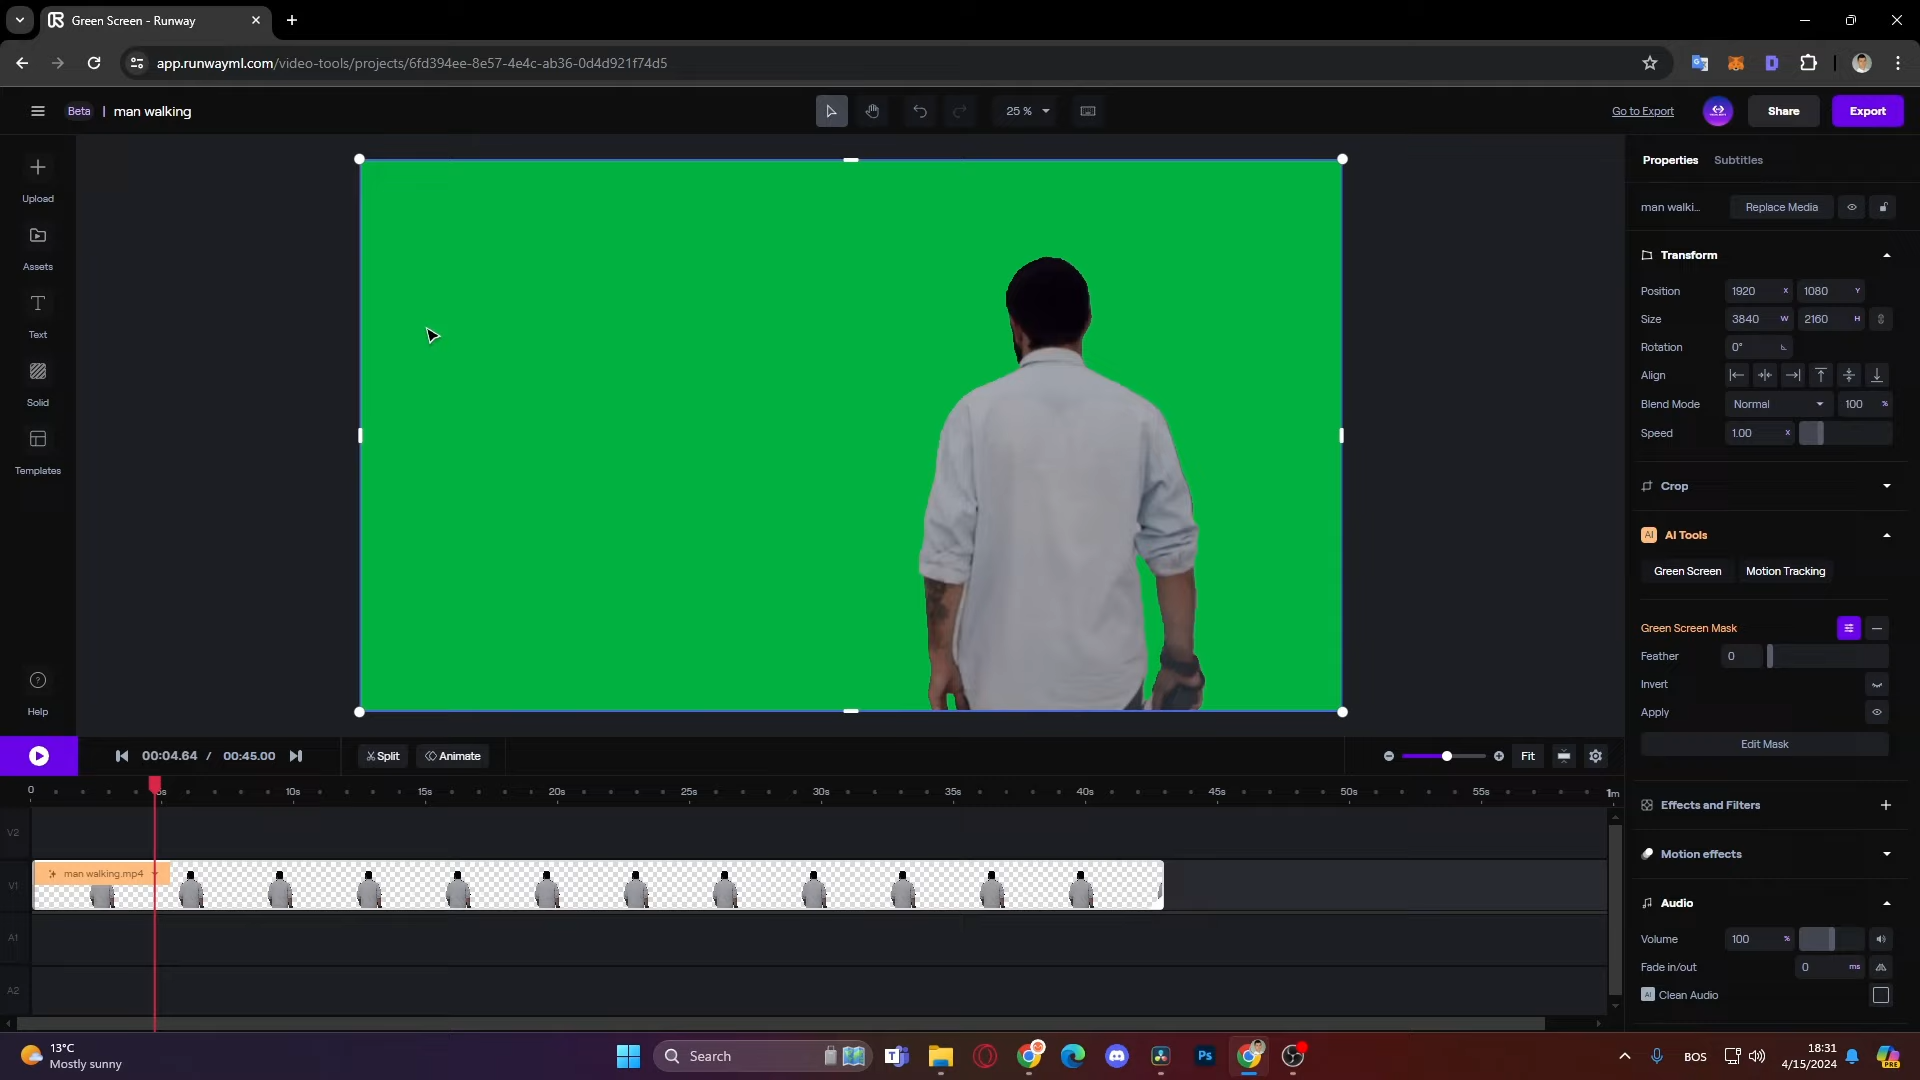 Green Screen - Runway
app.runwayml.com/video-tools/projects/6fd394ee-8e57-4e4c-ab36-0d4d921f74d5
Beta | man walking
25 %
Go to Export
Share
Export
Upload
Assets
Text
Solid
Templates
Help
Properties
Subtitles
man walki...
Replace Media
Transform
Position 1920 X 1080 Y
Size 3840 W 2160 H
Rotation 0°
Align
Blend Mode Normal 100 %
Speed 1.00 x
Crop
AI AI Tools
Green Screen Motion Tracking
Green Screen Mask
Feather 0
Invert
Apply
Edit Mask
Effects and Filters
Motion effects
Audio
Volume 100 %
Fade in/out 0 ms
AI Clean Audio
00:04.64 / 00:45.00
Split
Animate
Fit
0 5s 10s 15s 20s 25s 30s 35s 40s 45s 50s 55s 1m
V2
V1
man walking.mp4
A1
A2
13°C
Mostly sunny
Search
Ps
BOS
18:31
4/15/2024
PRE